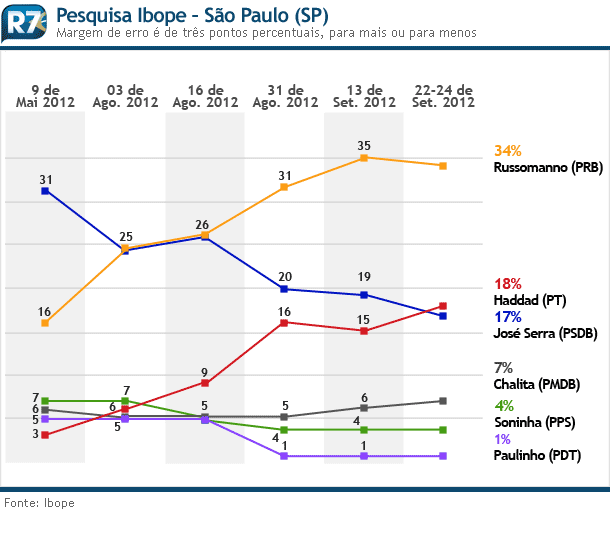 R7
Pesquisa Ibope - São Paulo (SP)
Margem de erro é de três pontos percentuais, para mais ou para menos
9 de
Mai 2012
03 de
Ago. 2012
16 de
Ago. 2012
31 de
Ago. 2012
13 de
Set. 2012
22-24 de
Set. 2012
31
16
7
6
5
3
25
7
6
5
26
9
5
31
20
16
5
4
1
35
19
15
6
4
1
34%
Russomanno (PRB)
18%
Haddad (PT)
17%
José Serra (PSDB)
7%
Chalita (PMDB)
4%
Soninha (PPS)
1%
Paulinho (PDT)
Fonte: Ibope